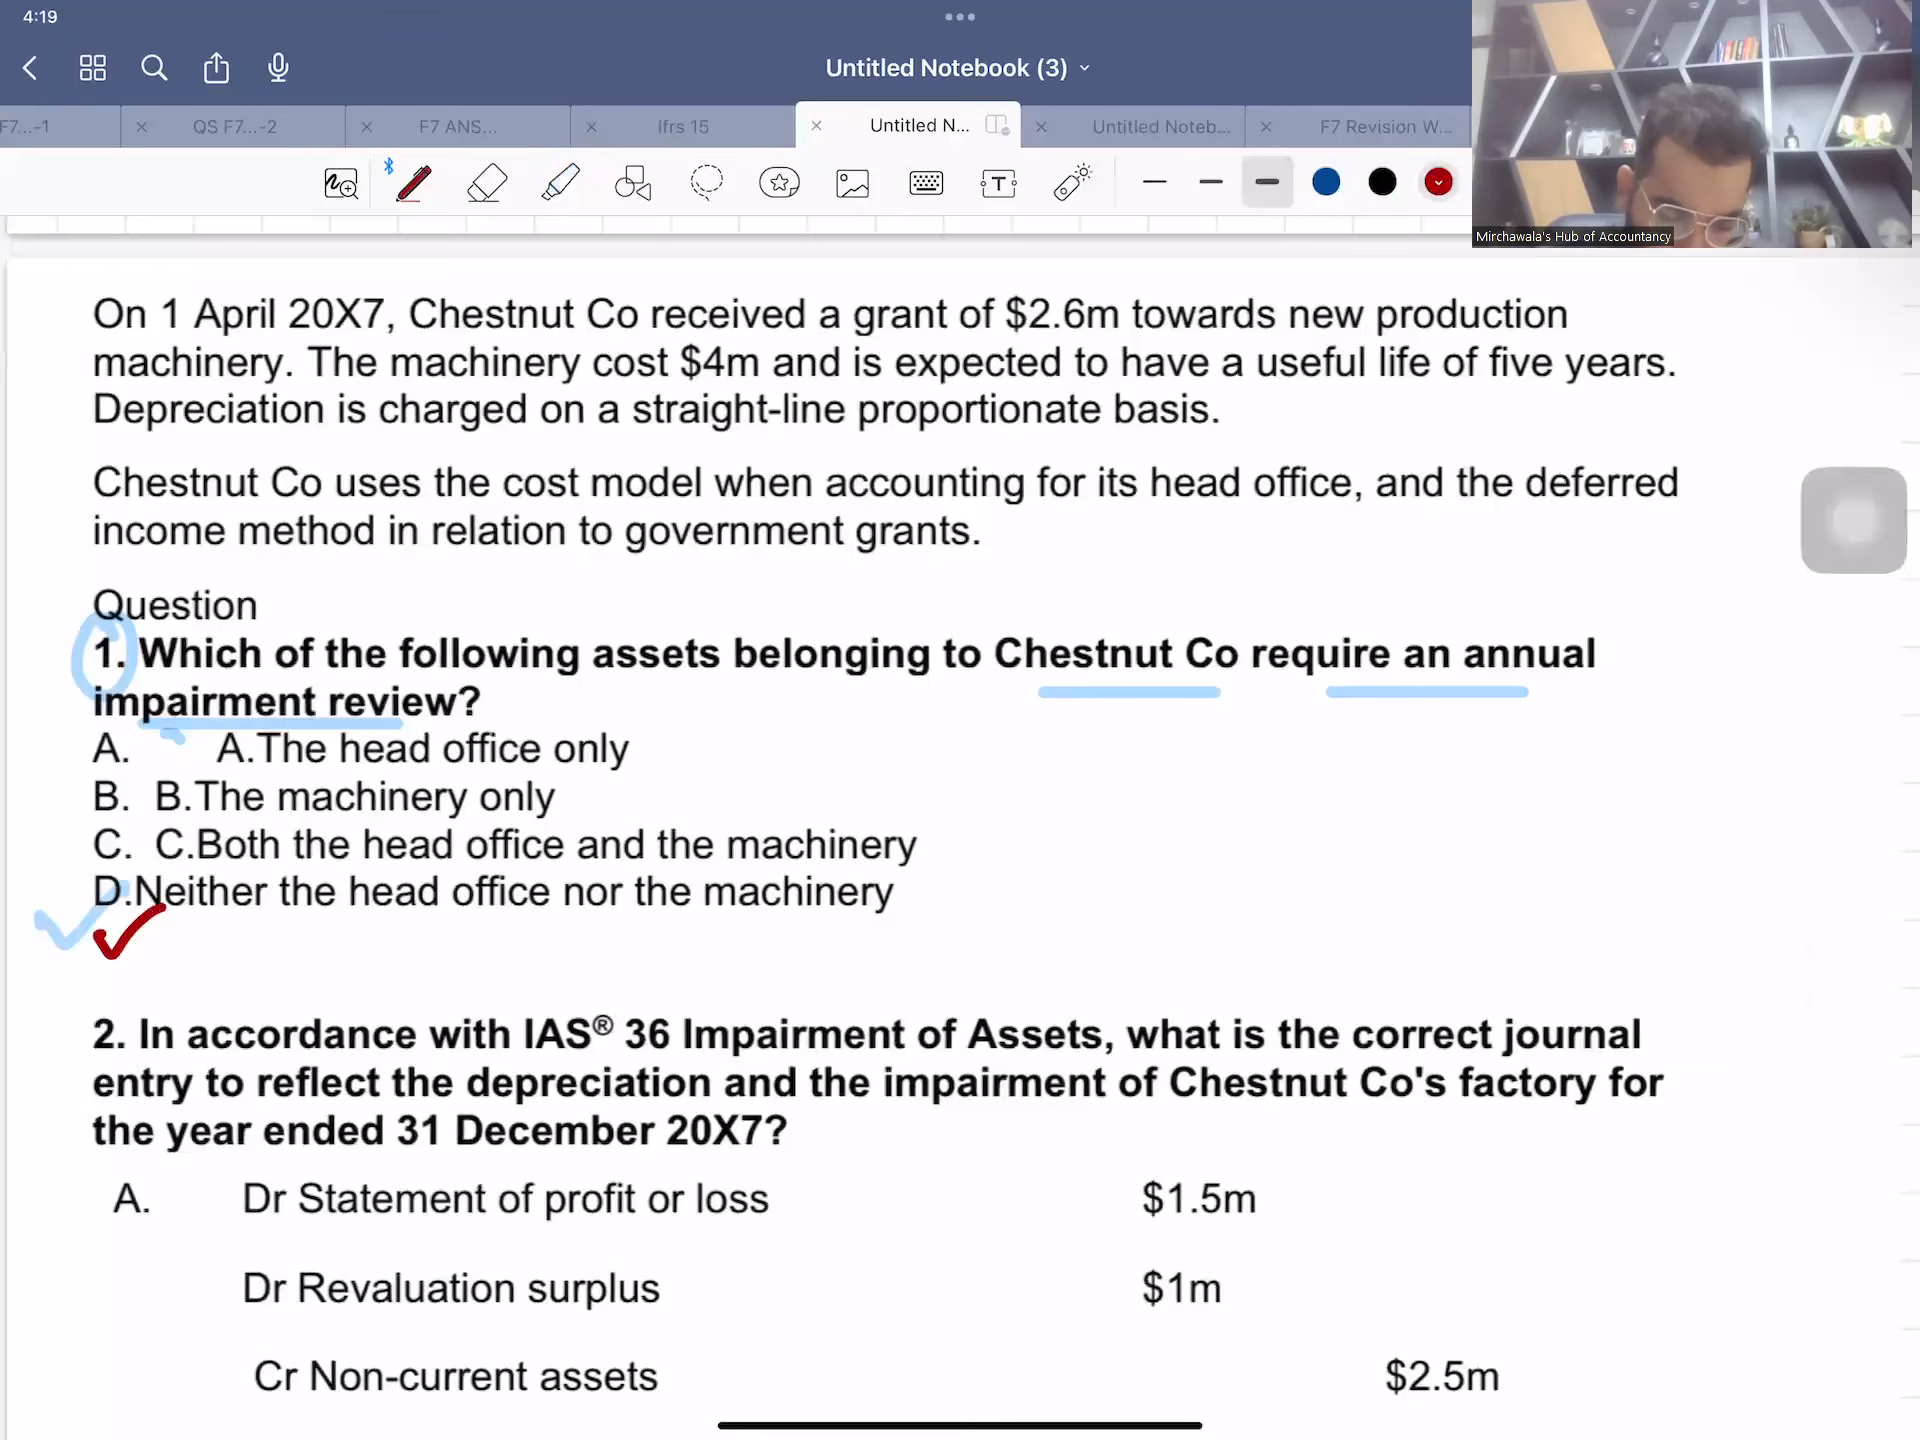 4:19
Untitled Notebook (3)
F7...-1
QS F7...-2
F7 ANS...
Ifrs 15
Untitled N...
Untitled Noteb...
F7 Revision W...
Mirchawala's Hub of Accountancy
On 1 April 20X7, Chestnut Co received a grant of $2.6m towards new production
machinery. The machinery cost $4m and is expected to have a useful life of five years.
Depreciation is charged on a straight-line proportionate basis.
Chestnut Co uses the cost model when accounting for its head office, and the deferred
income method in relation to government grants.
Question
1. Which of the following assets belonging to Chestnut Co require an annual
impairment review?
A. A.The head office only
B. B.The machinery only
C. C.Both the head office and the machinery
D.Neither the head office nor the machinery
2. In accordance with IAS® 36 Impairment of Assets, what is the correct journal
entry to reflect the depreciation and the impairment of Chestnut Co's factory for
the year ended 31 December 20X7?
A. Dr Statement of profit or loss $1.5m
Dr Revaluation surplus $1m
Cr Non-current assets $2.5m